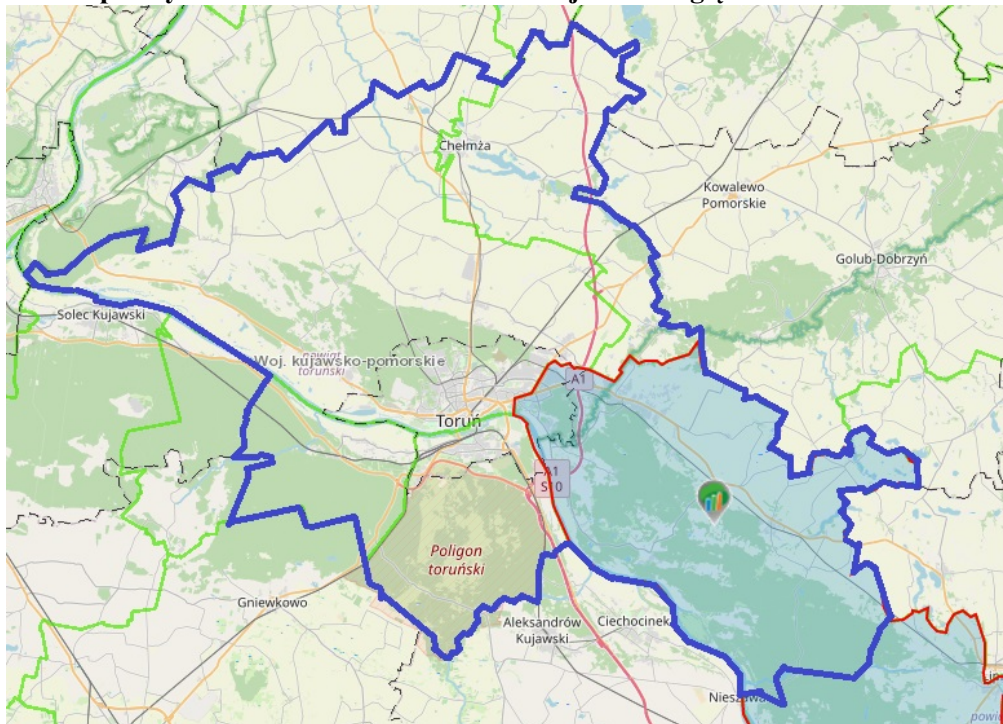 Chełmża
Kowalewo
Pomorskie
Golub-Dobrzyń
Solec Kujawski
Woj. kujawsko-pomorskie
powiat
toruński
A1
Toruń
A1
S10
Poligon
toruński
Gniewkowo
Aleksandrów
Kujawski
Ciechocinek
Nieszawa